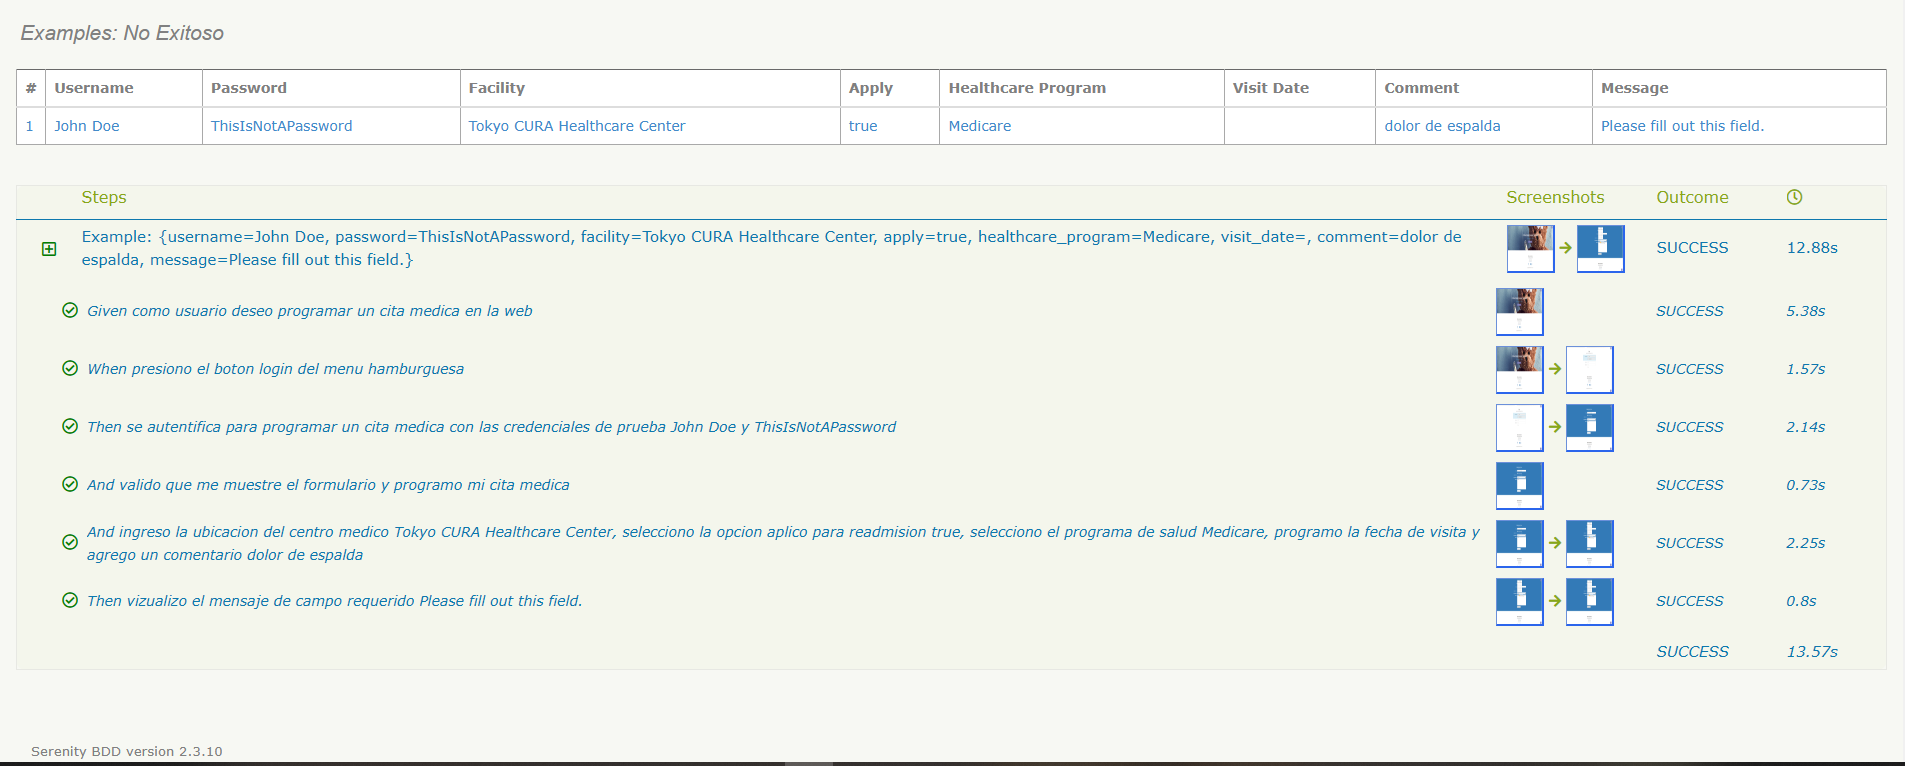 Examples: No Exitoso
# Username Password Facility Apply Healthcare Program Visit Date Comment Message
1 John Doe ThisIsNotAPassword Tokyo CURA Healthcare Center true Medicare dolor de espalda Please fill out this field.
Steps Screenshots Outcome
Example: {username=John Doe, password=ThisIsNotAPassword, facility=Tokyo CURA Healthcare Center, apply=true, healthcare_program=Medicare, visit_date=, comment=dolor de
espalda, message=Please fill out this field.}
SUCCESS 12.88s
Given como usuario deseo programar un cita medica en la web SUCCESS 5.38s
When presiono el boton login del menu hamburguesa SUCCESS 1.57s
Then se autentifica para programar un cita medica con las credenciales de prueba John Doe y ThisIsNotAPassword SUCCESS 2.14s
And valido que me muestre el formulario y programo mi cita medica SUCCESS 0.73s
And ingreso la ubicacion del centro medico Tokyo CURA Healthcare Center, selecciono la opcion aplico para readmision true, selecciono el programa de salud Medicare, programo la fecha de visita y
agrego un comentario dolor de espalda
SUCCESS 2.25s
Then vizualizo el mensaje de campo requerido Please fill out this field. SUCCESS 0.8s
SUCCESS 13.57s
Serenity BDD version 2.3.10